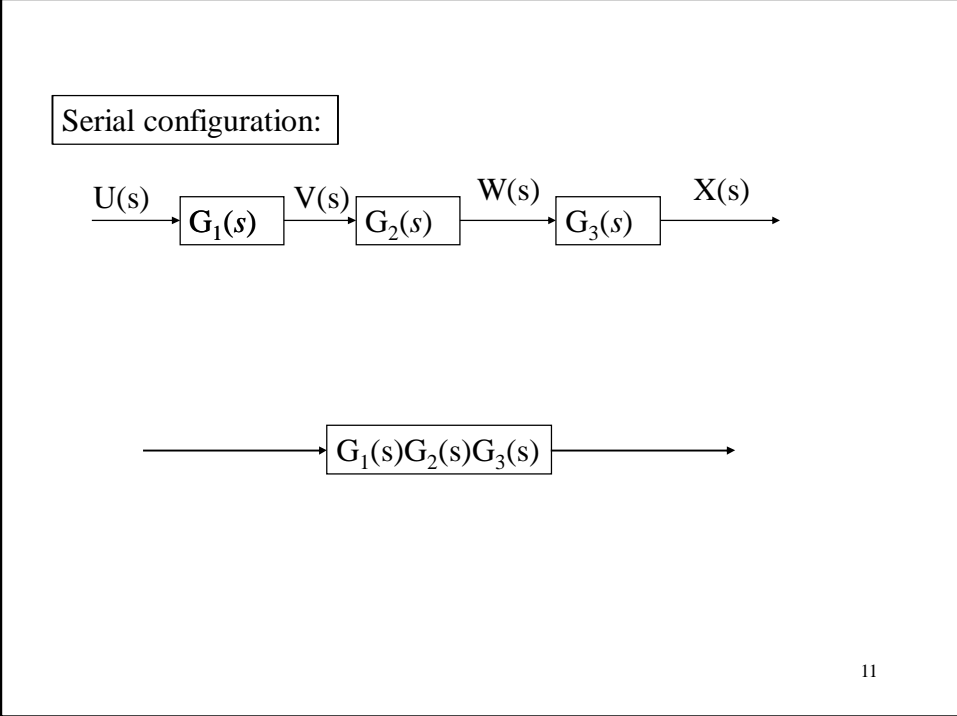 Serial configuration:
U(s) V(s) W(s) X(s)
G₁(s) G₂(s) G₃(s)
G₁(s)G₂(s)G₃(s)
11